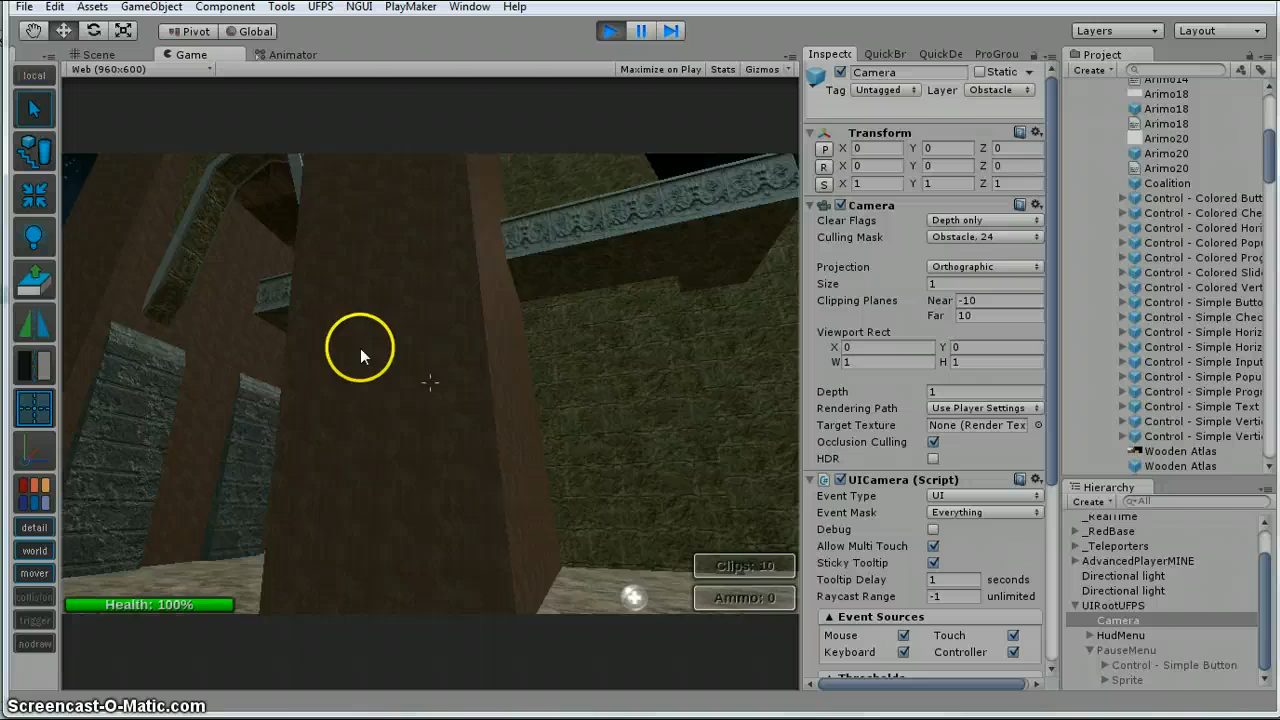 File Edit Assets GameObject Component Tools UFPS NGUI PlayMaker Window Help
Pivot Global Layers Layout
Scene Game Animator
Web (960x600) Maximize on Play Stats Gizmos
local
detail
world
mover
collision
trigger
nodraw
Health: 100%
Clips: 10
Ammo: 0
Inspecto QuickBr QuickDe ProGrou
Camera Static
Tag Untagged Layer Obstacle
Transform
P X 0 Y 0 Z 0
R X 0 Y 0 Z 0
S X 1 Y 1 Z 1
Camera
Clear Flags Depth only
Culling Mask Obstacle, 24
Projection Orthographic
Size 1
Clipping Planes Near -10
Far 10
Viewport Rect
X 0 Y 0
W 1 H 1
Depth 1
Rendering Path Use Player Settings
Target Texture None (Render Tex
Occlusion Culling
HDR
UICamera (Script)
Event Type UI
Event Mask Everything
Debug
Allow Multi Touch
Sticky Tooltip
Tooltip Delay 1 seconds
Raycast Range -1 unlimited
▲ Event Sources
Mouse Touch
Keyboard Controller
Project
Create
Arimo14
Arimo18
Arimo18
Arimo18
Arimo20
Arimo20
Arimo20
Coalition
Control - Colored Butt
Control - Colored Che
Control - Colored Hori
Control - Colored Popu
Control - Colored Prog
Control - Colored Slide
Control - Colored Vert
Control - Simple Butto
Control - Simple Chec
Control - Simple Horiz
Control - Simple Horiz
Control - Simple Input
Control - Simple Popu
Control - Simple Progr
Control - Simple Text
Control - Simple Verti
Control - Simple Verti
Wooden Atlas
Wooden Atlas
Hierarchy
Create All
_RealTime
_RedBase
_Teleporters
AdvancedPlayerMINE
Directional light
Directional light
UIRootUFPS
Camera
HudMenu
PauseMenu
Control - Simple Button
Sprite
Screencast-O-Matic.com